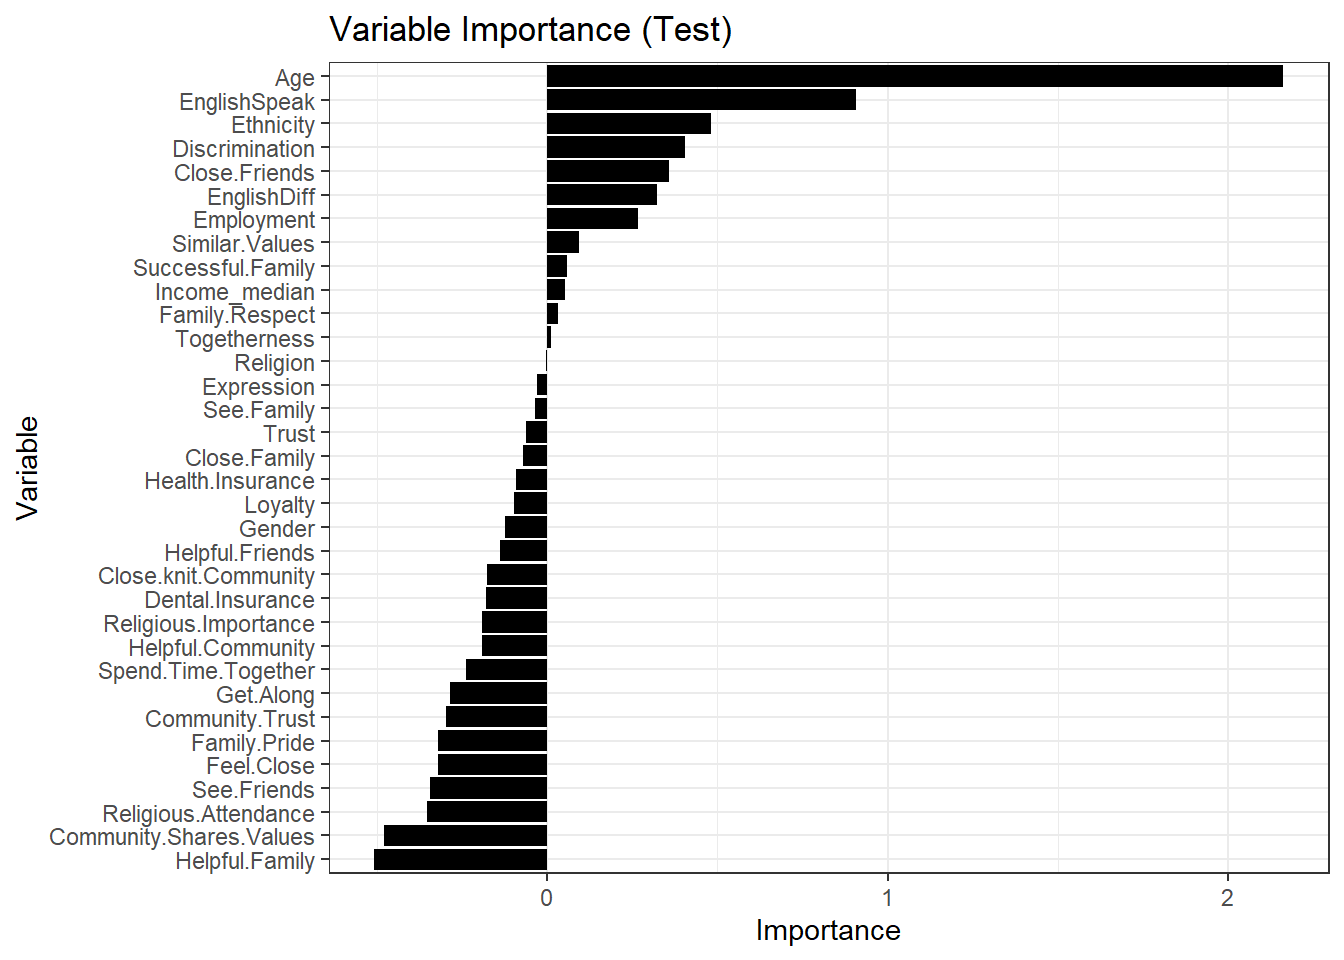 Variable Importance (Test)
Age
EnglishSpeak
Ethnicity
Discrimination
Close.Friends
EnglishDiff
Employment
Similar.Values
Successful.Family
Income_median
Family.Respect
Togetherness
Religion
Expression
See.Family
Trust
Close.Family
Health.Insurance
Loyalty
Gender
Helpful.Friends
Close.knit.Community
Dental.Insurance
Religious.Importance
Helpful.Community
Spend.Time.Together
Get.Along
Community.Trust
Family.Pride
Feel.Close
See.Friends
Religious.Attendance
Community.Shares.Values
Helpful.Family
Variable
0 1 2
Importance